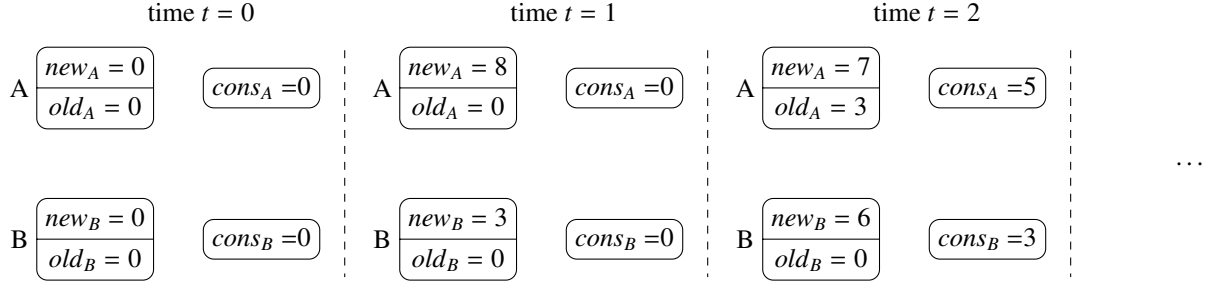 time t = 0 time t = 1 time t = 2
new_A = 0 new_A = 8 new_A = 7
A cons_A =0 A cons_A =0 A cons_A =5
old_A = 0 old_A = 0 old_A = 3
...
new_B = 0 new_B = 3 new_B = 6
B cons_B =0 B cons_B =0 B cons_B =3
old_B = 0 old_B = 0 old_B = 0